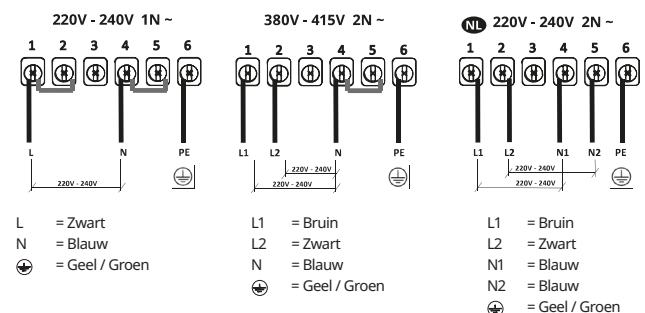 220V - 240V 1N ~
1 2 3 4 5 6
L N PE
220V - 240V
L = Zwart
N = Blauw
= Geel / Groen
380V - 415V 2N ~
1 2 3 4 5 6
L1 L2 N PE
220V - 240V
220V - 240V
L1 = Bruin
L2 = Zwart
N = Blauw
= Geel / Groen
NL 220V - 240V 2N ~
1 2 3 4 5 6
L1 L2 N1 N2 PE
220V - 240V
220V - 240V
L1 = Bruin
L2 = Zwart
N1 = Blauw
N2 = Blauw
= Geel / Groen